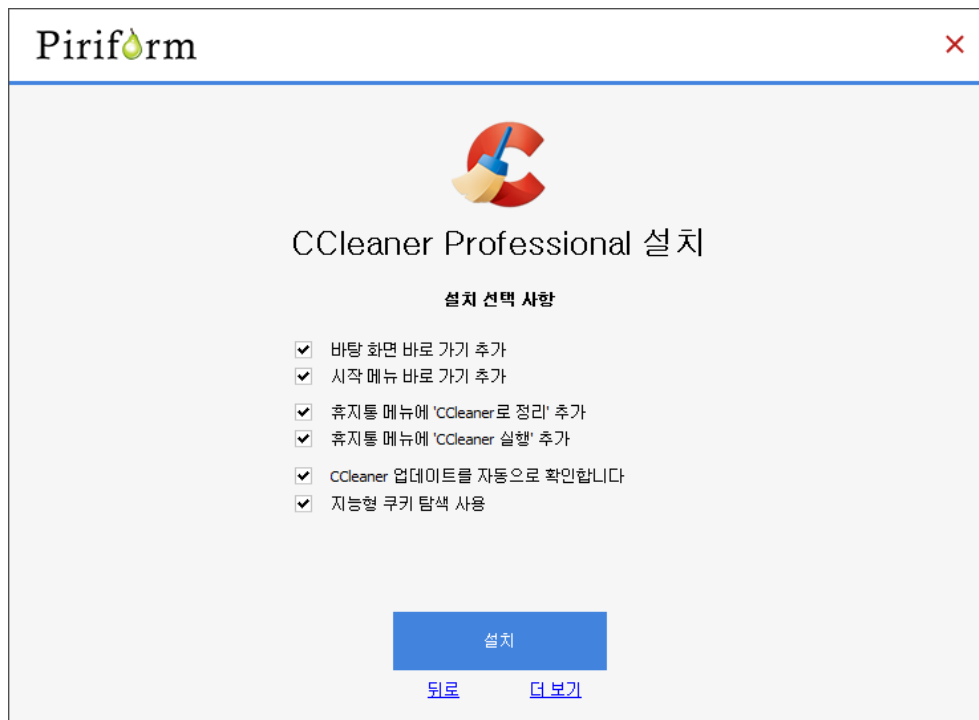 Piriform
CCleaner Professional 설치
설치 선택 사항
바탕 화면 바로 가기 추가
시작 메뉴 바로 가기 추가
휴지통 메뉴에 'CCleaner로 정리' 추가
휴지통 메뉴에 'CCleaner 실행' 추가
CCleaner 업데이트를 자동으로 확인합니다
지능형 쿠키 탐색 사용
설치
뒤로 더 보기